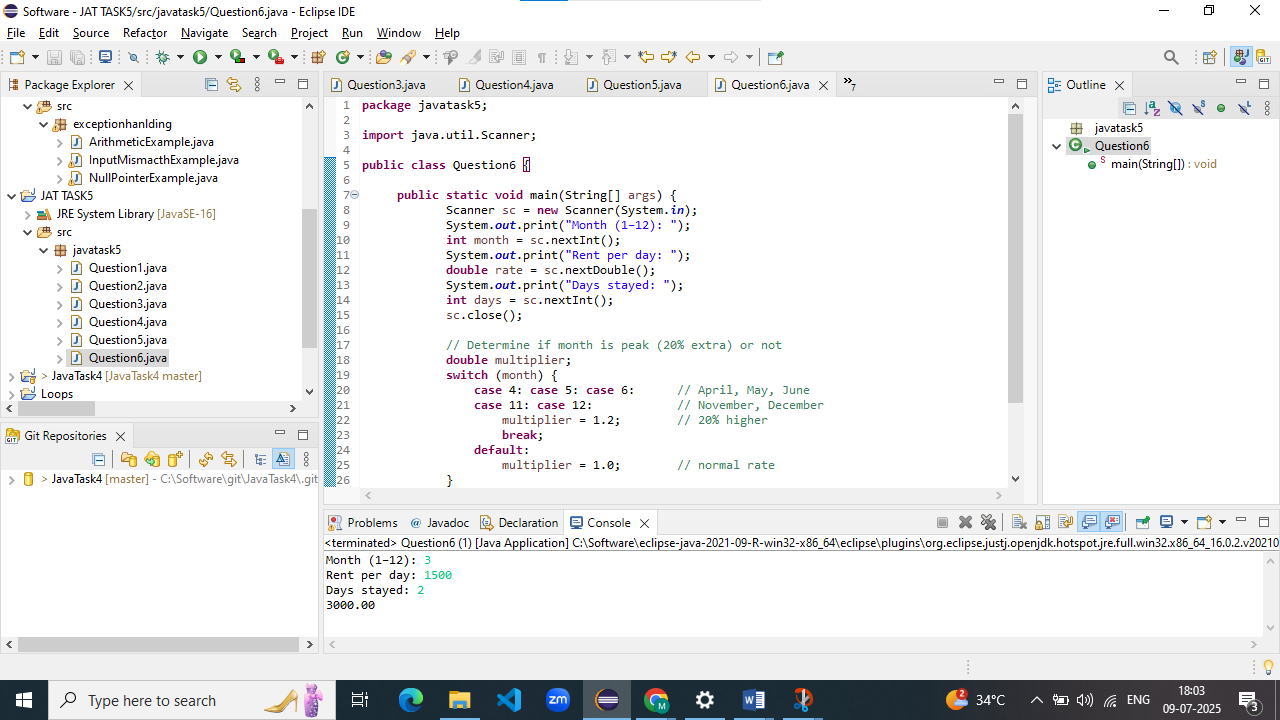 Software - JAT TASK5/src/javatask5/Question6.java - Eclipse IDE
File Edit Source Refactor Navigate Search Project Run Window Help
Package Explorer
src
exceptionhanlding
ArithmeticExample.java
InputMismacthExample.java
NullPointerExample.java
JAT TASK5
JRE System Library [JavaSE-16]
src
javatask5
Question1.java
Question2.java
Question3.java
Question4.java
Question5.java
Question6.java
> JavaTask4 [JavaTask4 master]
Loops
Git Repositories
> JavaTask4 [master] - C:\Software\git\JavaTask4\.git
Question3.java Question4.java Question5.java Question6.java »7
1 package javatask5;
2
3 import java.util.Scanner;
4
5 public class Question6 {
6
7 public static void main(String[] args) {
8 Scanner sc = new Scanner(System.in);
9 System.out.print("Month (1–12): ");
10 int month = sc.nextInt();
11 System.out.print("Rent per day: ");
12 double rate = sc.nextDouble();
13 System.out.print("Days stayed: ");
14 int days = sc.nextInt();
15 sc.close();
16
17 // Determine if month is peak (20% extra) or not
18 double multiplier;
19 switch (month) {
20 case 4: case 5: case 6: // April, May, June
21 case 11: case 12: // November, December
22 multiplier = 1.2; // 20% higher
23 break;
24 default:
25 multiplier = 1.0; // normal rate
26 }
Outline
javatask5
Question6
main(String[]) : void
Problems @ Javadoc Declaration Console
<terminated> Question6 (1) [Java Application] C:\Software\eclipse-java-2021-09-R-win32-x86_64\eclipse\plugins\org.eclipse.justj.openjdk.hotspot.jre.full.win32.x86_64_16.0.2.v20210
Month (1–12): 3
Rent per day: 1500
Days stayed: 2
3000.00
Type here to search
zm
M
W
2
34°C
ENG
18:03
09-07-2025
3